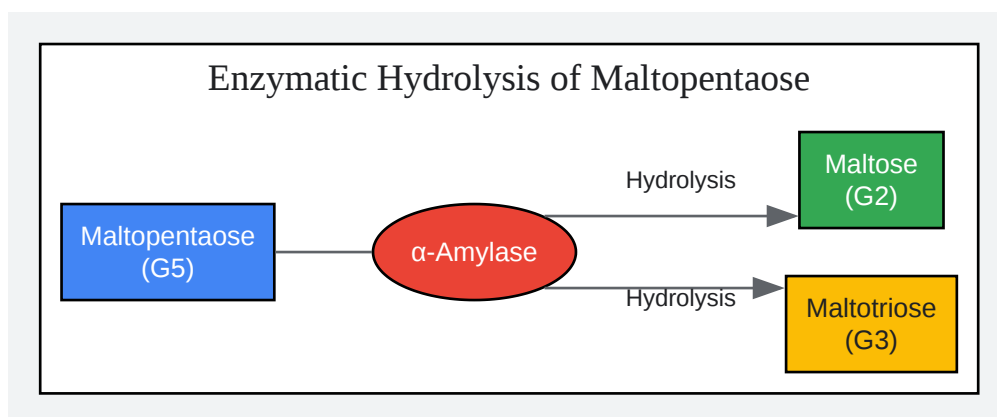 Enzymatic Hydrolysis of Maltopentaose
Maltopentaose
(G5)
α-Amylase
Hydrolysis
Maltose
(G2)
Hydrolysis
Maltotriose
(G3)